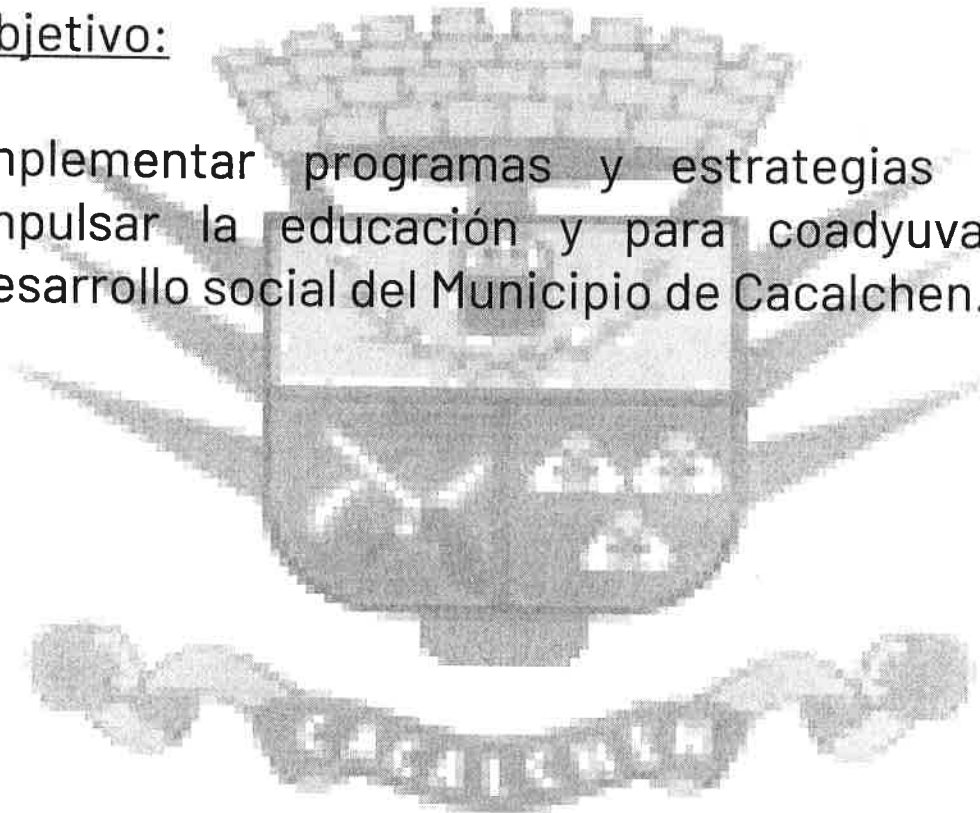 bjetivo:
nplementar programas y estrategias
npulsar la educación y para coadyuva
esarrollo social del Municipio de Cacalchen.